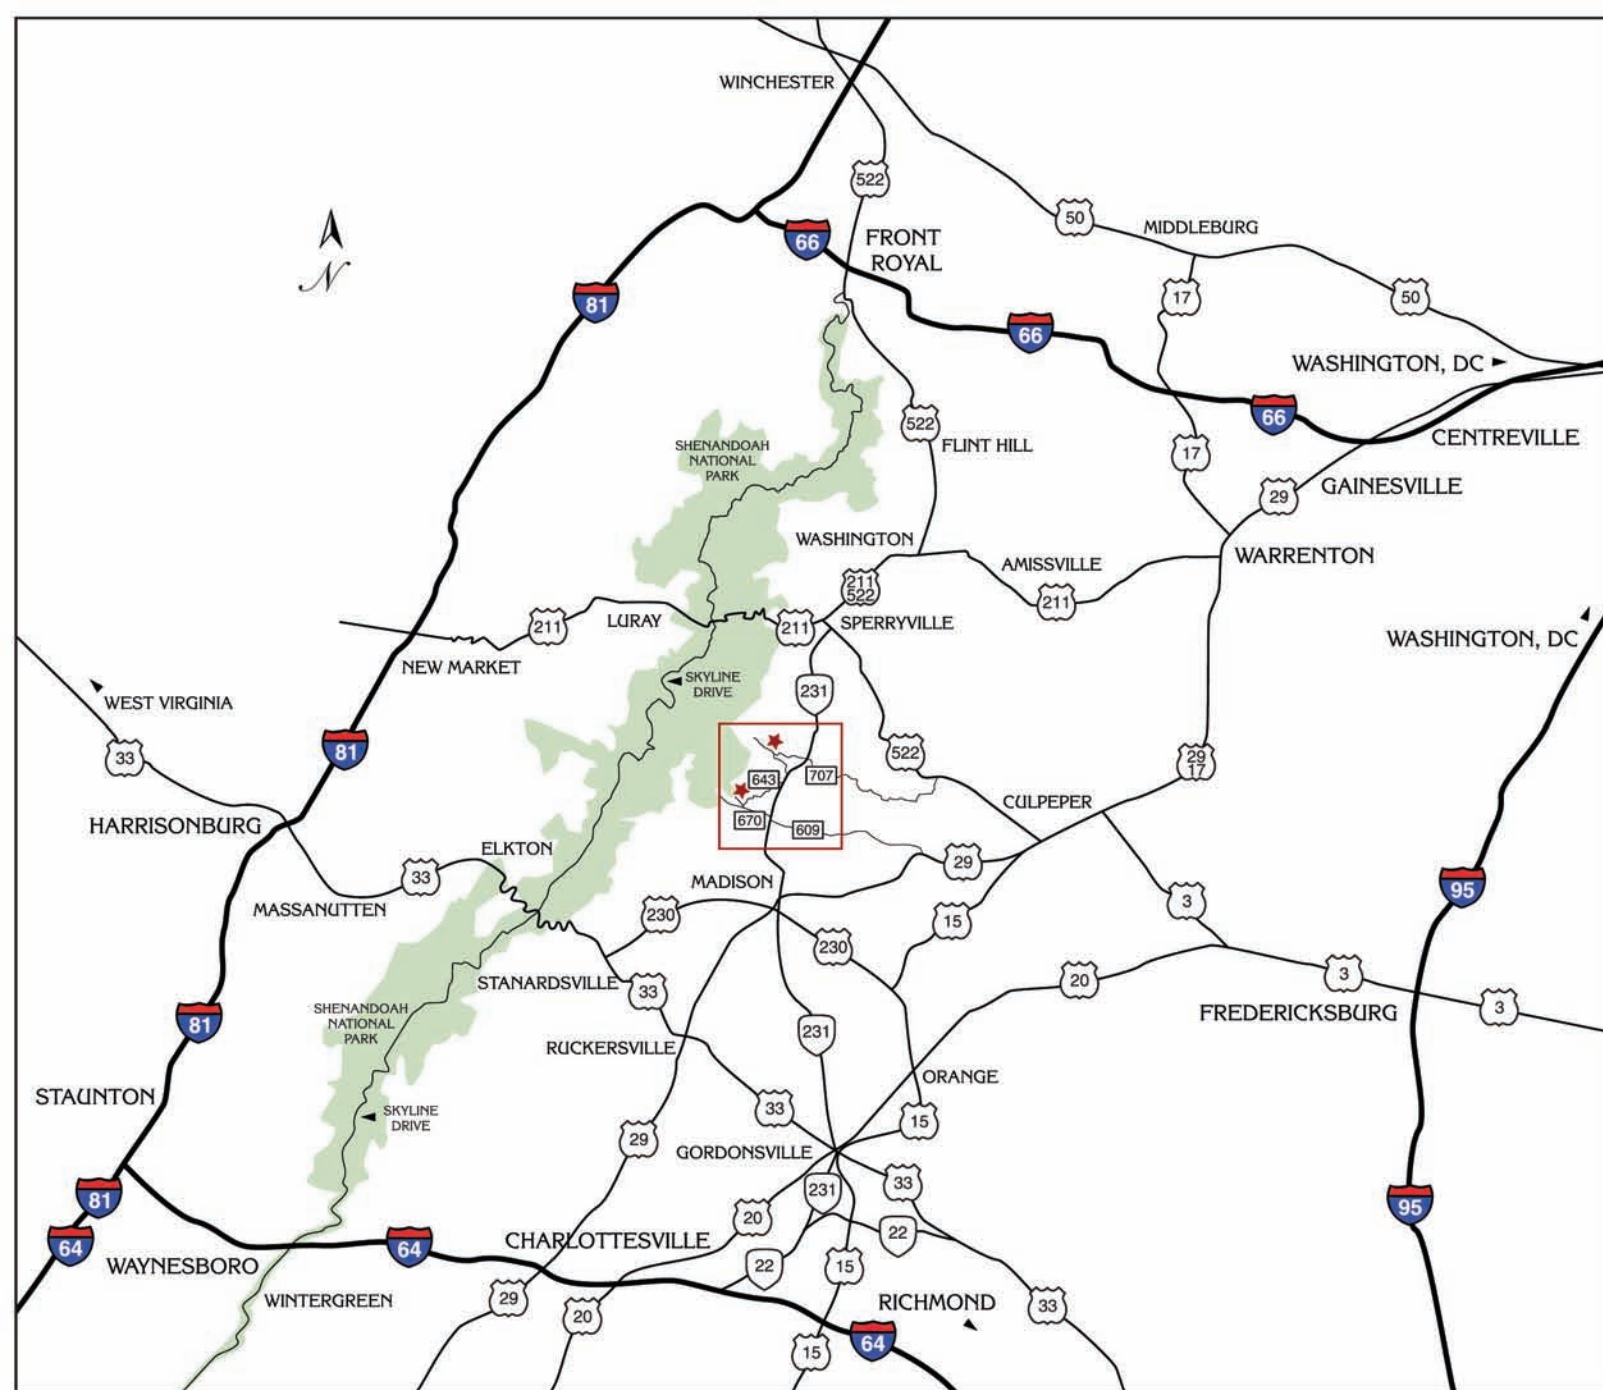 WINCHESTER
522
50
MIDDLEBURG
FRONT
ROYAL
66
N
81
17
50
66
WASHINGTON, DC
66
522
FLINT HILL
CENTREVILLE
SHENANDOAH
NATIONAL
PARK
17
29
GAINESVILLE
WASHINGTON
AMISSVILLE
WARRENTON
211
522
211
211
LURAY
211
SPERRYVILLE
WASHINGTON, DC
NEW MARKET
SKYLINE
DRIVE
231
WEST VIRGINIA
33
81
522
29
17
643
707
CULPEPER
HARRISONBURG
670
609
ELKTON
33
29
95
MADISON
MASSANUTTEN
230
15
3
230
STANARDSVILLE
33
20
3
3
FREDERICKSBURG
SHENANDOAH
NATIONAL
PARK
81
231
RUCKERSVILLE
ORANGE
STAUNTON
SKYLINE
DRIVE
33
15
29
GORDONSVILLE
81
33
231
95
20
64
64
CHARLOTTESVILLE
22
WAYNESBORO
22
15
WINTERGREEN
29
20
RICHMOND
33
64
15